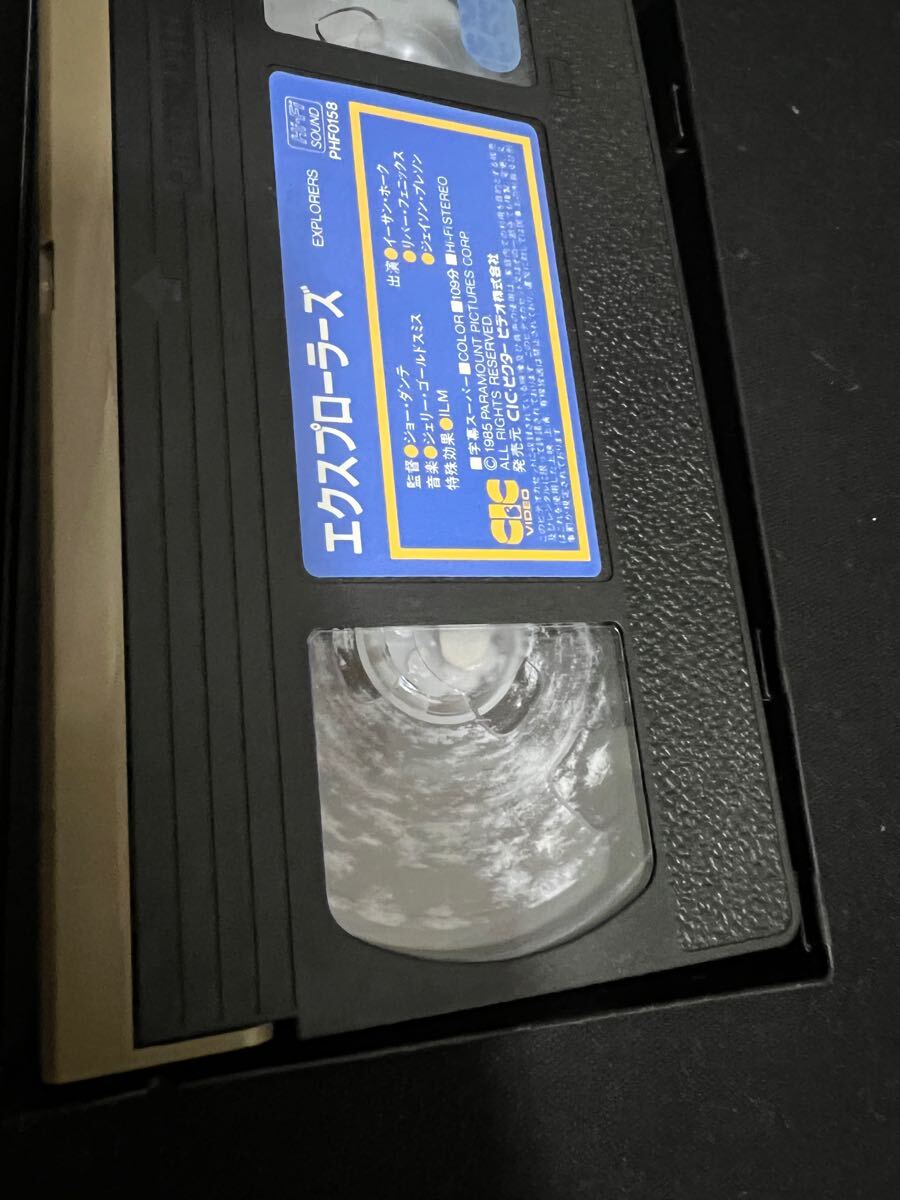 エクスプローラーズ
EXPLORERS
HI-FI
SOUND
PHF0158
監督●ジョー・ダンテ
音楽●ジェリー・ゴールドスミス
特殊効果●ILM
出演●イーサン・ホーク
●リバー・フェニックス
●ジェイソン・プレソン
■字幕スーパー■COLOR■109分■Hi-Fi STEREO
©1985 PARAMOUNT PICTURES CORP
ALL RIGHTS RESERVED.
発売元 CIC・ビクター ビデオ株式会社
CIC
VIDEO